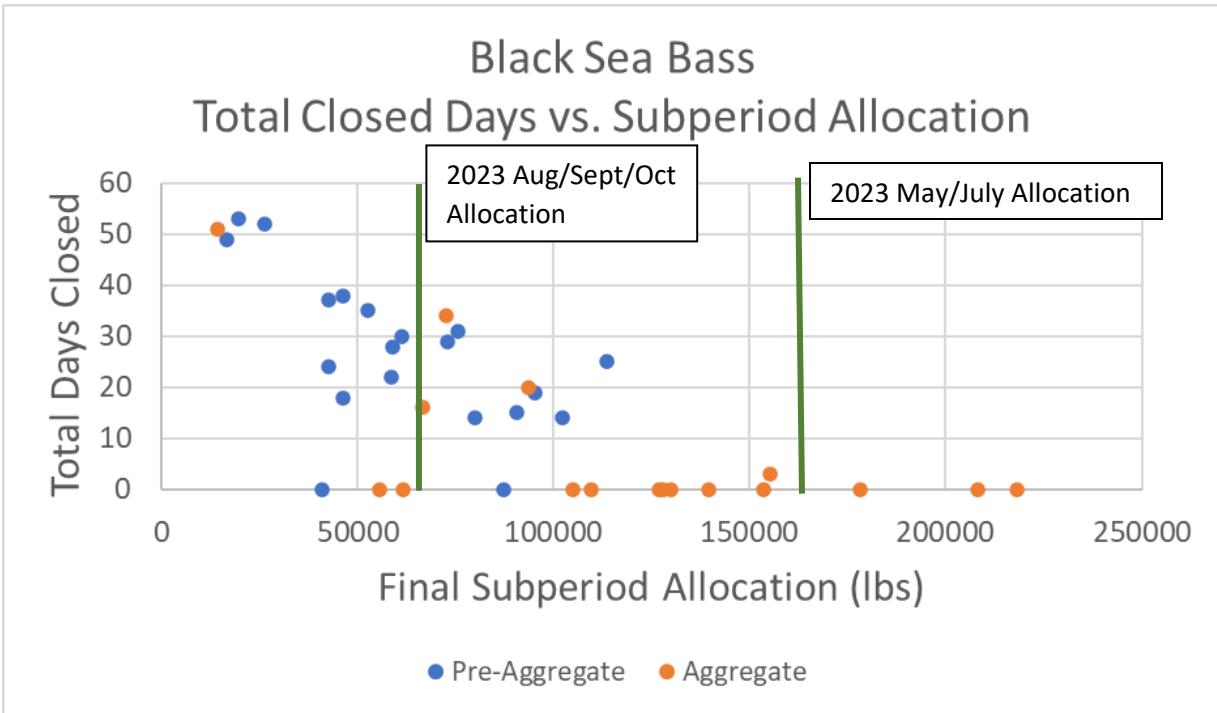 Black Sea Bass
Total Closed Days vs. Subperiod Allocation
2023 Aug/Sept/Oct
Allocation
2023 May/July Allocation
Total Days Closed
60
50
40
30
20
10
0
0 50000 100000 150000 200000 250000
Final Subperiod Allocation (lbs)
Pre-Aggregate Aggregate